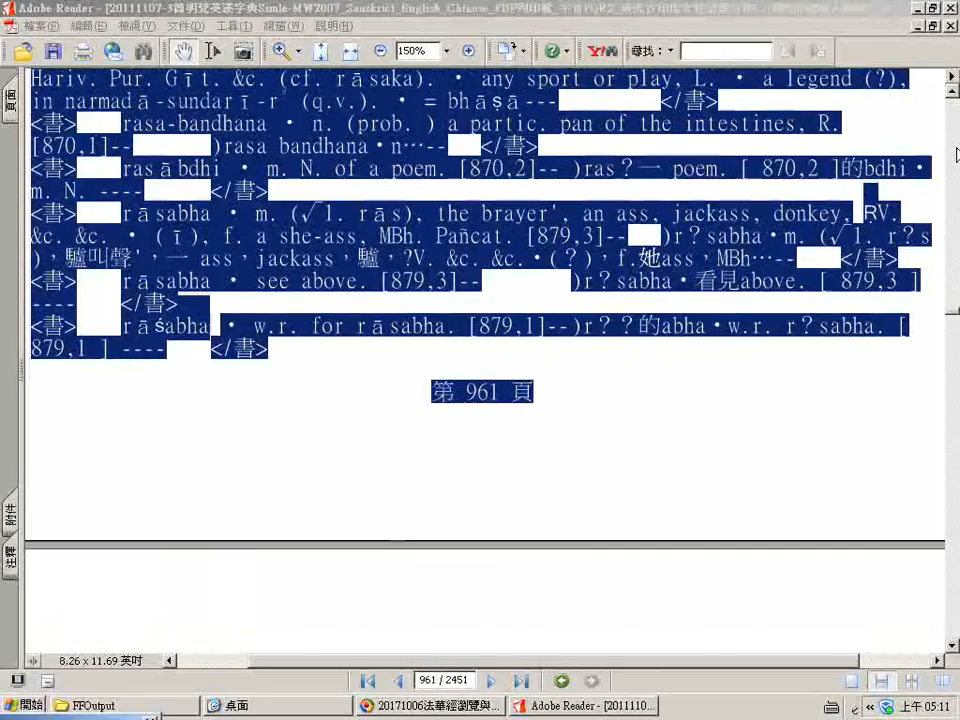 Adobe Reader - [20111107-3首明梵英漢字典Simle-MW2007_Sanskrit_English_Chinese
檔案(F) 編輯(E) 檢視(V) 文件(D) 工具(T) 視窗(W) 說明(H)
150% Y! 尋找：
頁面
Hariv. Pur. Gīt. &c. (cf. rāsaka). · any sport or play, L. · a legend (?),
in narmadā-sundarī-r° (q.v.). · = bhāṣā--- </書>
<書> rasa-bandhana · n. (prob. ) a partic. pan of the intestines, R.
[870,1]-- )rasa bandhana·n…-- </書>
<書> rasābdhi · m. N. of a poem. [870,2]-- )ras？一 poem. [ 870,2 ]的bdhi·
m. N. ---- </書>
<書> rāsabha · m. (√1. rās), the brayer', an ass, jackass, donkey, ṚV.
&c. &c. · (ī), f. a she-ass, MBh. Pañcat. [879,3]-- )r？sabha·m. (√1. r？s
)，驢叫聲'，一 ass，jackass，驢，?V. &c. &c.·(？)，f.她ass，MBh…-- </書>
<書> rāsabha · see above. [879,3]-- )r？sabha·看見above. [ 879,3 ]
---- </書>
<書> rāśabha · w.r. for rāsabha. [879,1]--)r？？的abha·w.r. r？sabha. [
879,1 ] ---- </書>
第 961 頁
附件
注釋
8.26 x 11.69 英吋
961 / 2451
開始 FFOutput 桌面 20171006法華經瀏覽與... Adobe Reader - [2011110... 上午 05:11